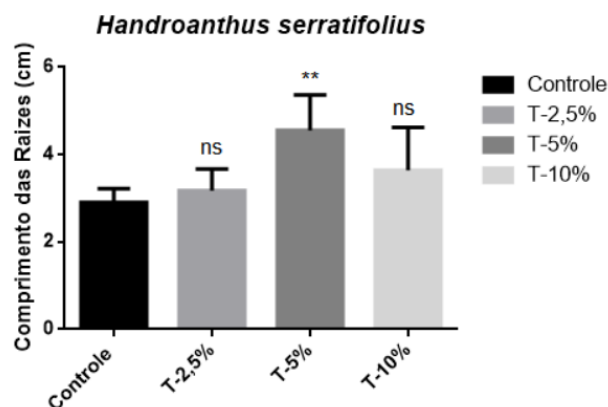 Handroanthus serratifolius
Comprimento das Raizes (cm)
6
4
2
0
ns
**
ns
Controle
T-2,5%
T-5%
T-10%
Controle
T-2,5%
T-5%
T-10%